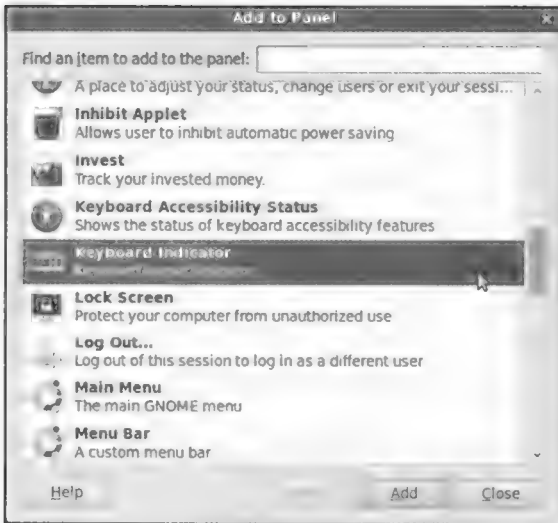 Add to Panel
Find an item to add to the panel:
A place to adjust your status, change users or exit your sessi...
Inhibit Applet
Allows user to inhibit automatic power saving
Invest
Track your invested money.
Keyboard Accessibility Status
Shows the status of keyboard accessibility features
Keyboard Indicator
Lock Screen
Protect your computer from unauthorized use
Log Out...
Log out of this session to log in as a different user
Main Menu
The main GNOME menu
Menu Bar
A custom menu bar
Help
Add
Close